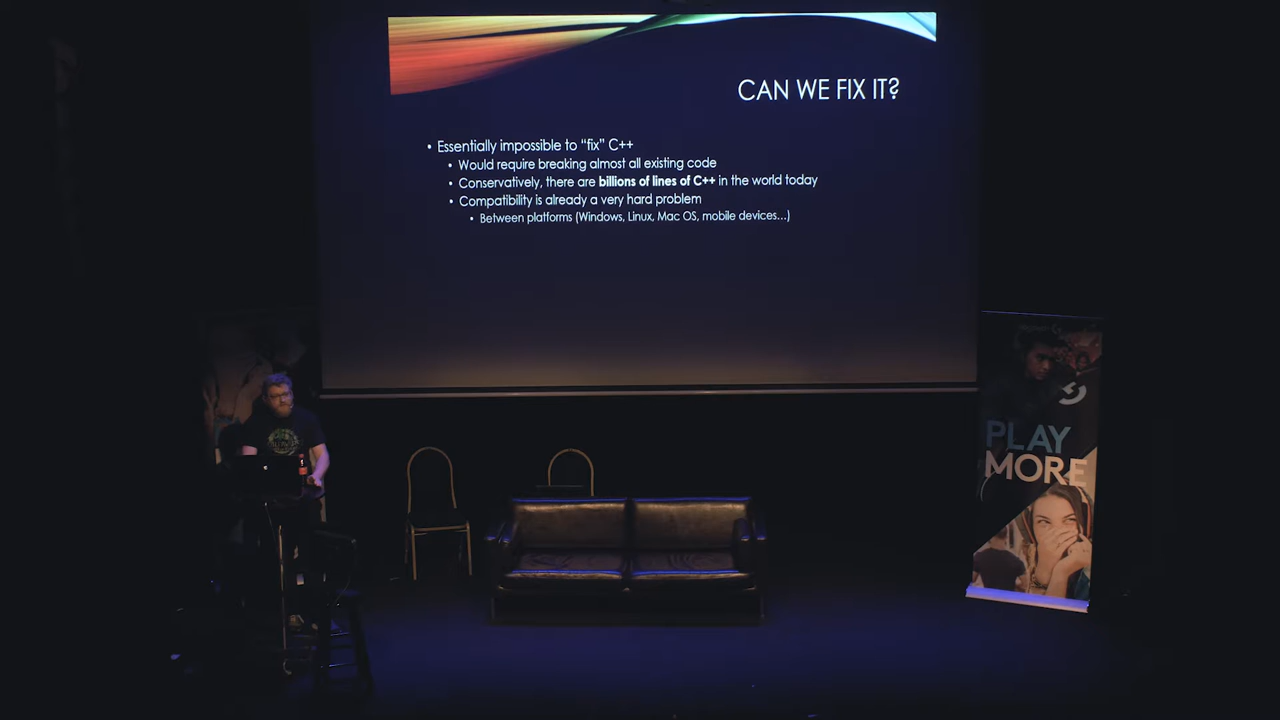 CAN WE FIX IT?
• Essentially impossible to “fix” C++
• Would require breaking almost all existing code
• Conservatively, there are billions of lines of C++ in the world today
• Compatibility is already a very hard problem
• Between platforms (Windows, Linux, Mac OS, mobile devices...)
PLAY
MORE